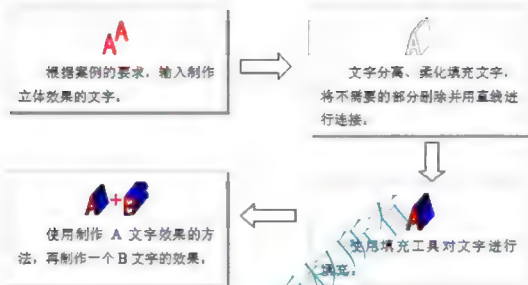 A A
根据案例的要求，输入制作
立体效果的文字。
A
文字分离、柔化填充文字，
将不需要的部分删除并用直线进
行连接。
A
使用填充工具对文字进行
填充。
A+B
使用制作 A 文字效果的方
法，再制作一个 B 文字的效果。